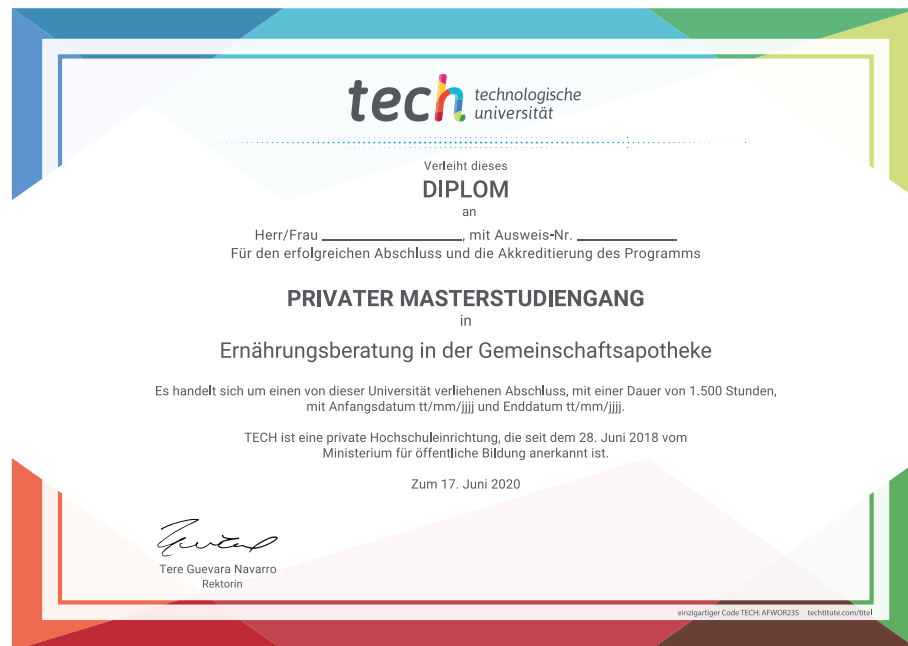 tech technologische
universität
Verleiht dieses
DIPLOM
an
Herr/Frau ____________, mit Ausweis-Nr. ____________
Für den erfolgreichen Abschluss und die Akkreditierung des Programms
PRIVATER MASTERSTUDIENGANG
in
Ernährungsberatung in der Gemeinschaftsapotheke
Es handelt sich um einen von dieser Universität verliehenen Abschluss, mit einer Dauer von 1.500 Stunden,
mit Anfangsdatum tt/mm/jjjj und Enddatum tt/mm/jjjj.
TECH ist eine private Hochschuleinrichtung, die seit dem 28. Juni 2018 vom
Ministerium für öffentliche Bildung anerkannt ist.
Zum 17. Juni 2020
Tere Guevara Navarro
Rektorin
einzigartiger Code TECH: AFWOR23S techtitute.com/titel